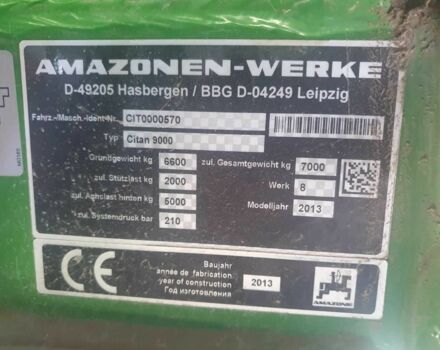 AMAZONEN-WERKE
D-49205 Hasbergen / BBG D-04249 Leipzig
Fahrz.-/Masch.-Ident-Nr. CIT0000570
Typ Citan 9000
Grundgewicht kg 6600 zul. Gesamtgewicht kg 7000
zul. Stützlast kg 2000 Werk 8
zul. Achslast hinten kg 5000 Modelljahr 2013
zul. Systemdruck bar 210
CE
Baujahr
année de fabrication
year of construction
Год изготовления
2013
AMAZONE